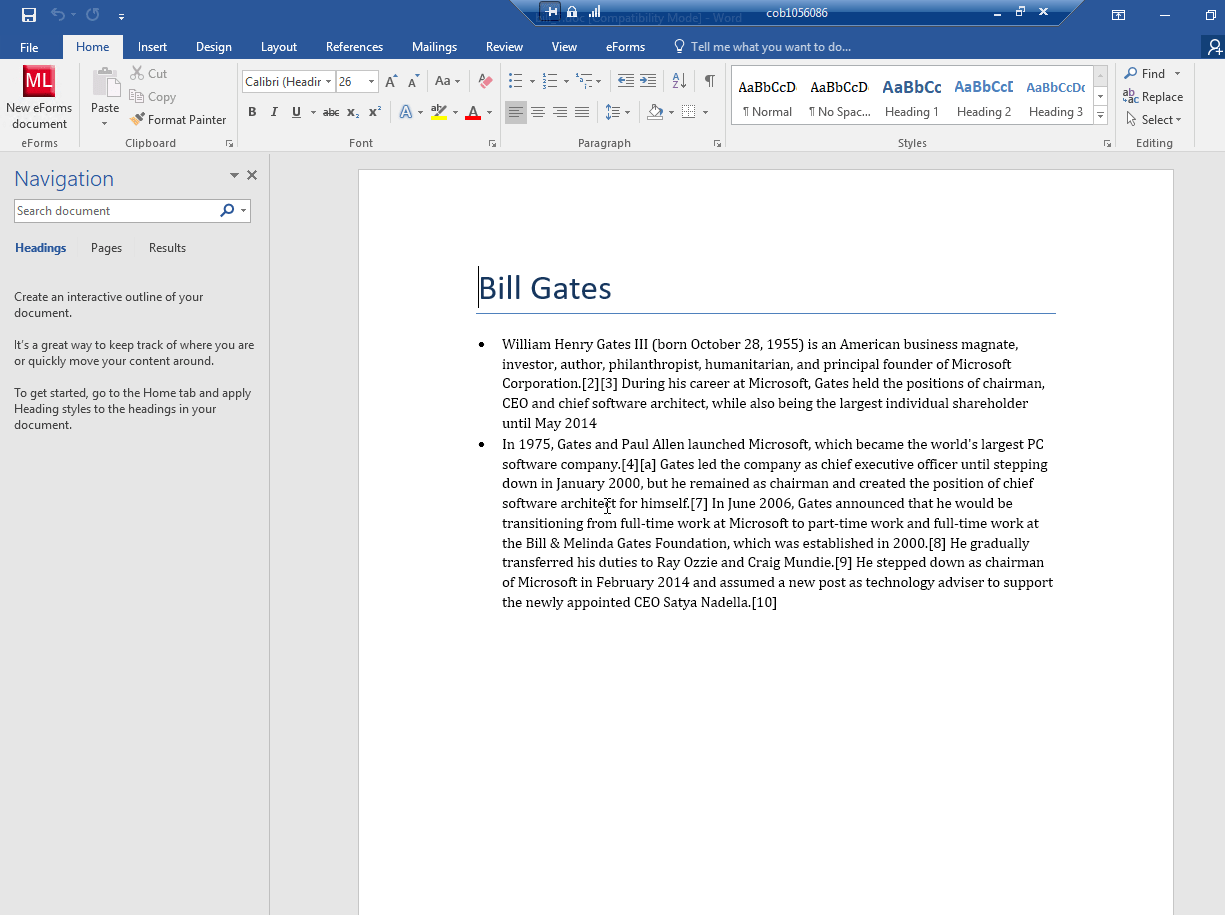 [Compatibility Mode] - Word
cob1056086
File Home Insert Design Layout References Mailings Review View eForms Tell me what you want to do...
ML
New eForms document
Paste
Cut
Copy
Format Painter
Calibri (Headir 26
Aa
B I U abc x₂ x²
AaBbCcD AaBbCcD AaBbCc AaBbCcD AaBbCcDc
¶ Normal ¶ No Spac... Heading 1 Heading 2 Heading 3
Find
Replace
Select
eForms Clipboard Font Paragraph Styles Editing
Navigation
Search document
Headings Pages Results
Create an interactive outline of your
document.
It's a great way to keep track of where you are
or quickly move your content around.
To get started, go to the Home tab and apply
Heading styles to the headings in your
document.
Bill Gates
• William Henry Gates III (born October 28, 1955) is an American business magnate,
investor, author, philanthropist, humanitarian, and principal founder of Microsoft
Corporation.[2][3] During his career at Microsoft, Gates held the positions of chairman,
CEO and chief software architect, while also being the largest individual shareholder
until May 2014
• In 1975, Gates and Paul Allen launched Microsoft, which became the world's largest PC
software company.[4][a] Gates led the company as chief executive officer until stepping
down in January 2000, but he remained as chairman and created the position of chief
software architect for himself.[7] In June 2006, Gates announced that he would be
transitioning from full-time work at Microsoft to part-time work and full-time work at
the Bill & Melinda Gates Foundation, which was established in 2000.[8] He gradually
transferred his duties to Ray Ozzie and Craig Mundie.[9] He stepped down as chairman
of Microsoft in February 2014 and assumed a new post as technology adviser to support
the newly appointed CEO Satya Nadella.[10]